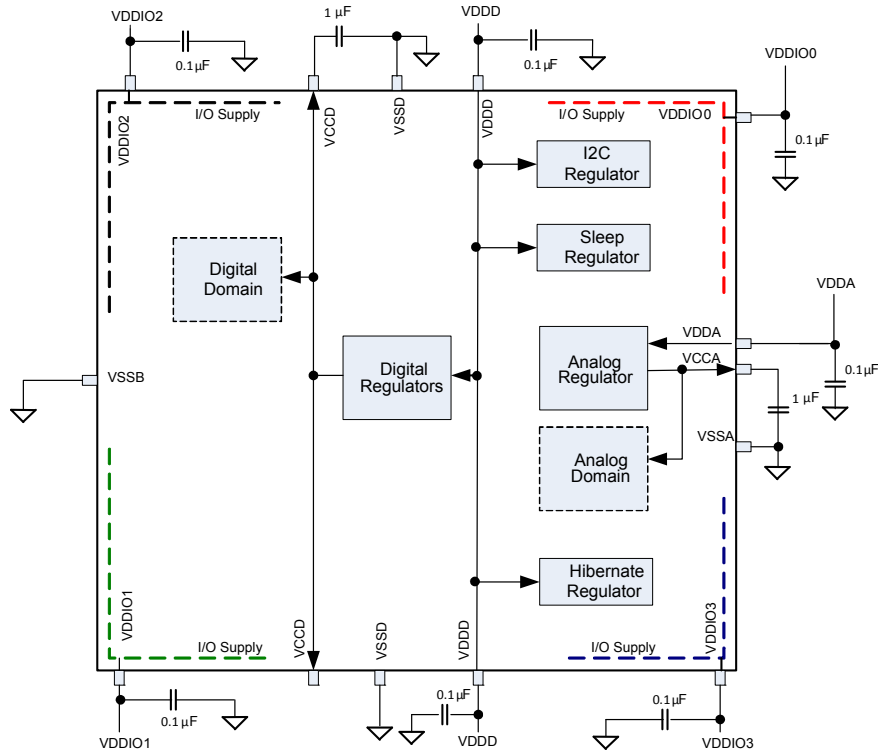 VDDIO2
1 µF
VDDD
0.1µF
0.1µF
VDDIO0
0.1µF
I/O Supply
I/O Supply
VDDIO0
VDDIO2
VCCD
VSSD
VDDD
I2C
Regulator
Sleep
Regulator
Digital
Domain
VDDA
VDDA
Analog
Regulator
VCCA
0.1µF
Digital
Regulators
VSSB
1 µF
VSSA
Analog
Domain
Hibernate
Regulator
VDDIO1
VCCD
VSSD
VDDD
VDDIO3
I/O Supply
I/O Supply
0.1µF
0.1µF
0.1µF
VDDIO1
VDDD
VDDIO3